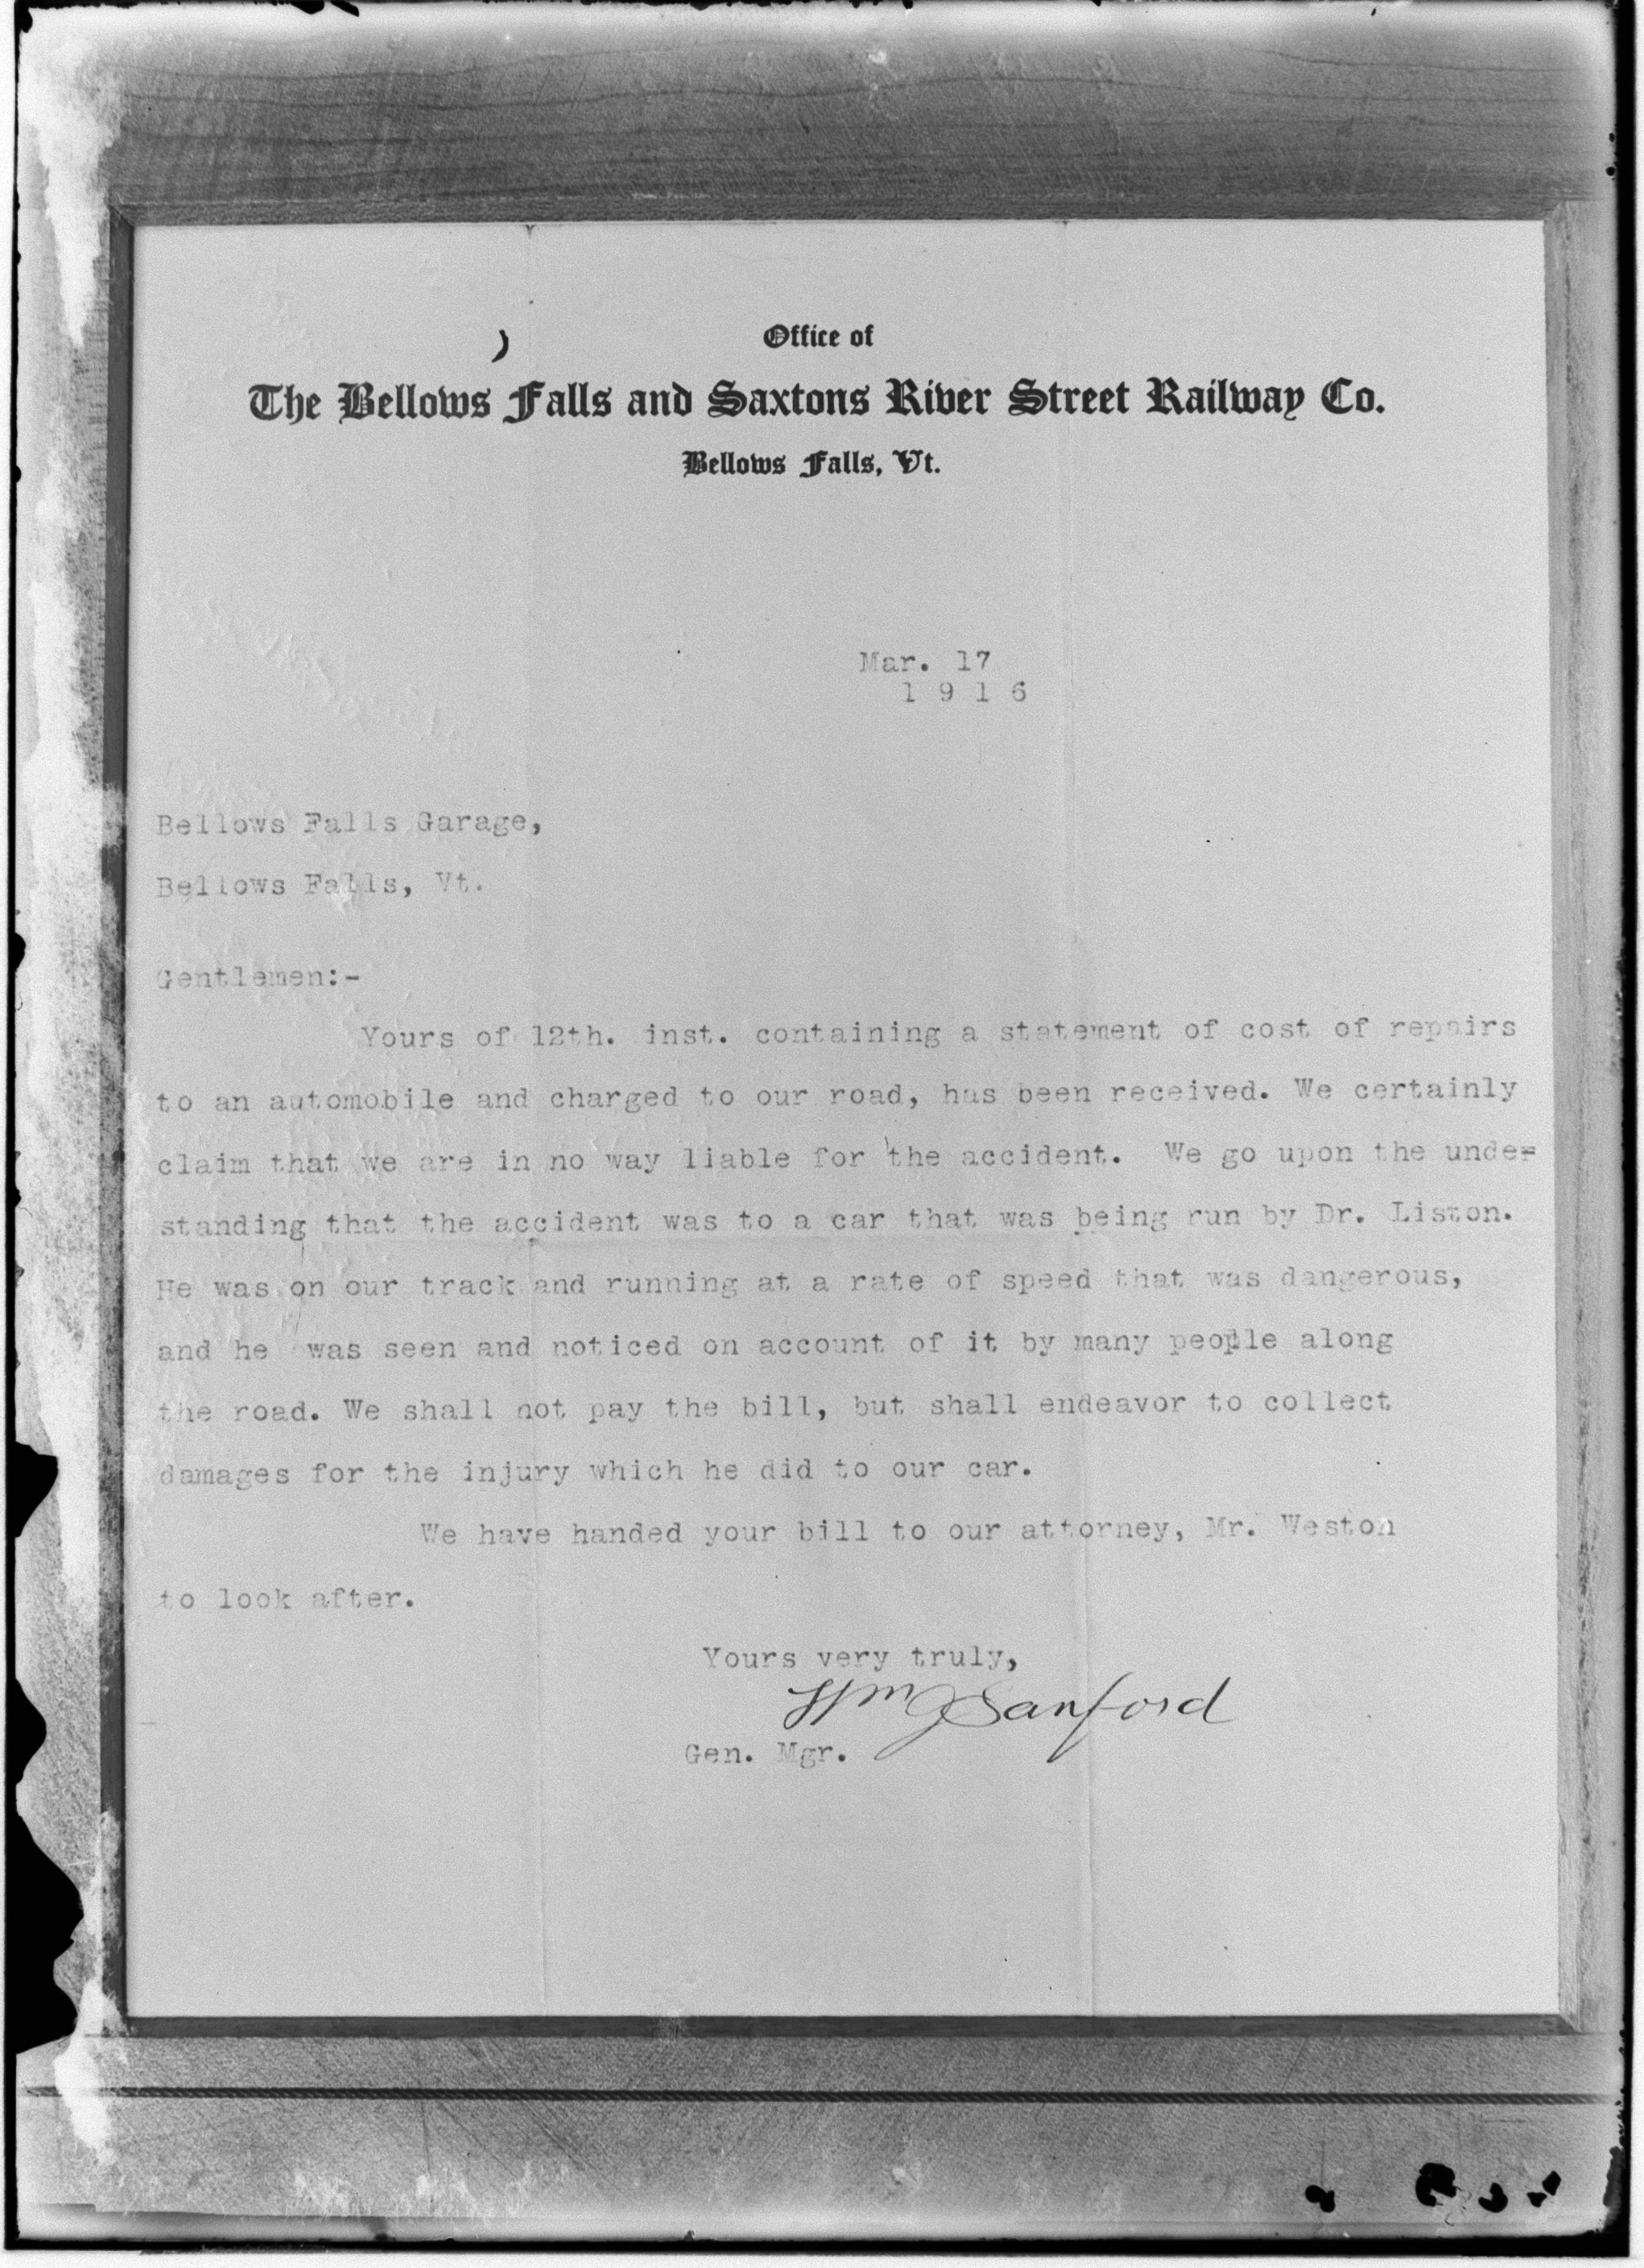 Office of
The Bellows Falls and Saxtons River Street Railway Co.
Bellows Falls, Vt.
Mar. 17
1 9 1 6
Bellows Falls Garage,
Bellows Falls, Vt.
Gentlemen:-
Yours of 12th. inst. containing a statement of cost of repairs
to an automobile and charged to our road, has been received. We certainly
claim that we are in no way liable for the accident. We go upon the under-
standing that the accident was to a car that was being run by Dr. Liston.
He was on our track and running at a rate of speed that was dangerous,
and he was seen and noticed on account of it by many people along
the road. We shall not pay the bill, but shall endeavor to collect
damages for the injury which he did to our car.
We have handed your bill to our attorney, Mr. Weston
to look after.
Yours very truly,
Wm J Sanford
Gen. Mgr.